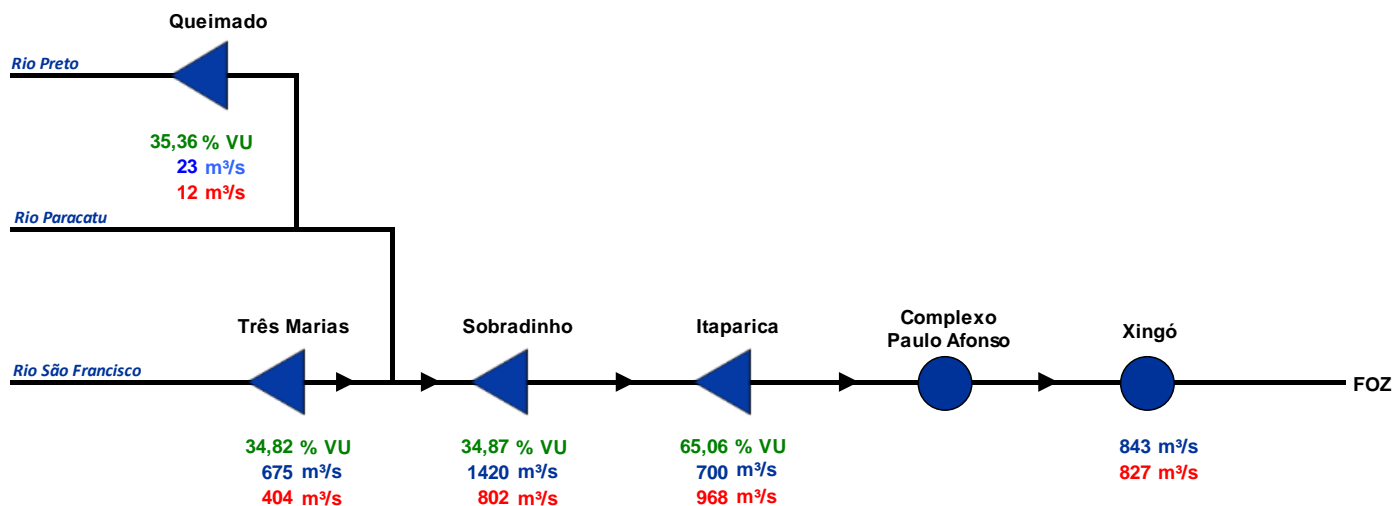 Queimado
Rio Preto
35,36 % VU
23 m³/s
12 m³/s
Rio Paracatu
Três Marias
Sobradinho
Itaparica
Complexo
Paulo Afonso
Xingó
Rio São Francisco
FOZ
34,82 % VU
675 m³/s
404 m³/s
34,87 % VU
1420 m³/s
802 m³/s
65,06 % VU
700 m³/s
968 m³/s
843 m³/s
827 m³/s